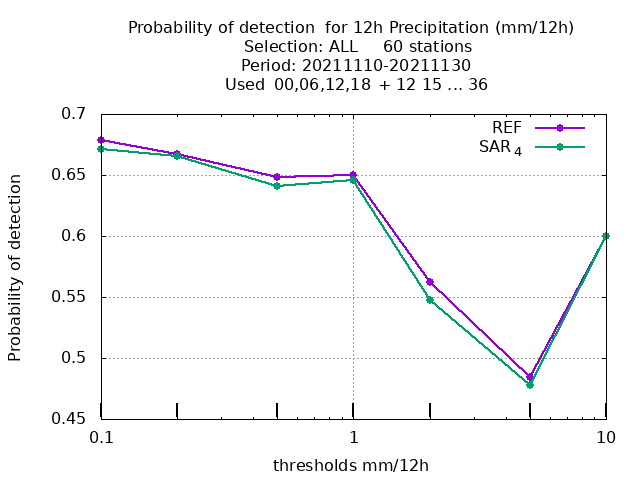 Probability of detection  for 12h Precipitation (mm/12h)
Selection: ALL     60 stations
Period: 20211110-20211130
Used  00,06,12,18  + 12 15 ... 36
0.7
0.65
0.6
0.55
0.5
0.45
Probability of detection
REF
SAR4
0.1
1
10
thresholds mm/12h